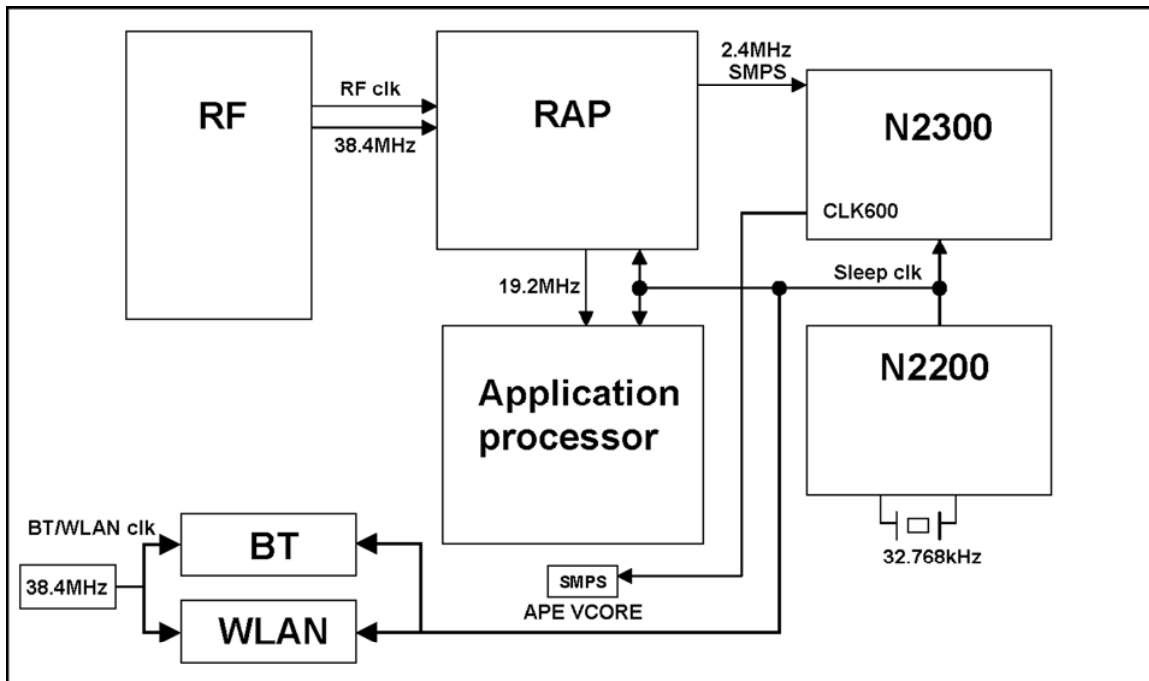 RF
RF clk
38.4MHz
RAP
2.4MHz
SMPS
N2300
CLK600
19.2MHz
Sleep clk
Application
processor
N2200
32.768kHz
BT/WLAN clk
38.4MHz
BT
WLAN
SMPS
APE VCORE